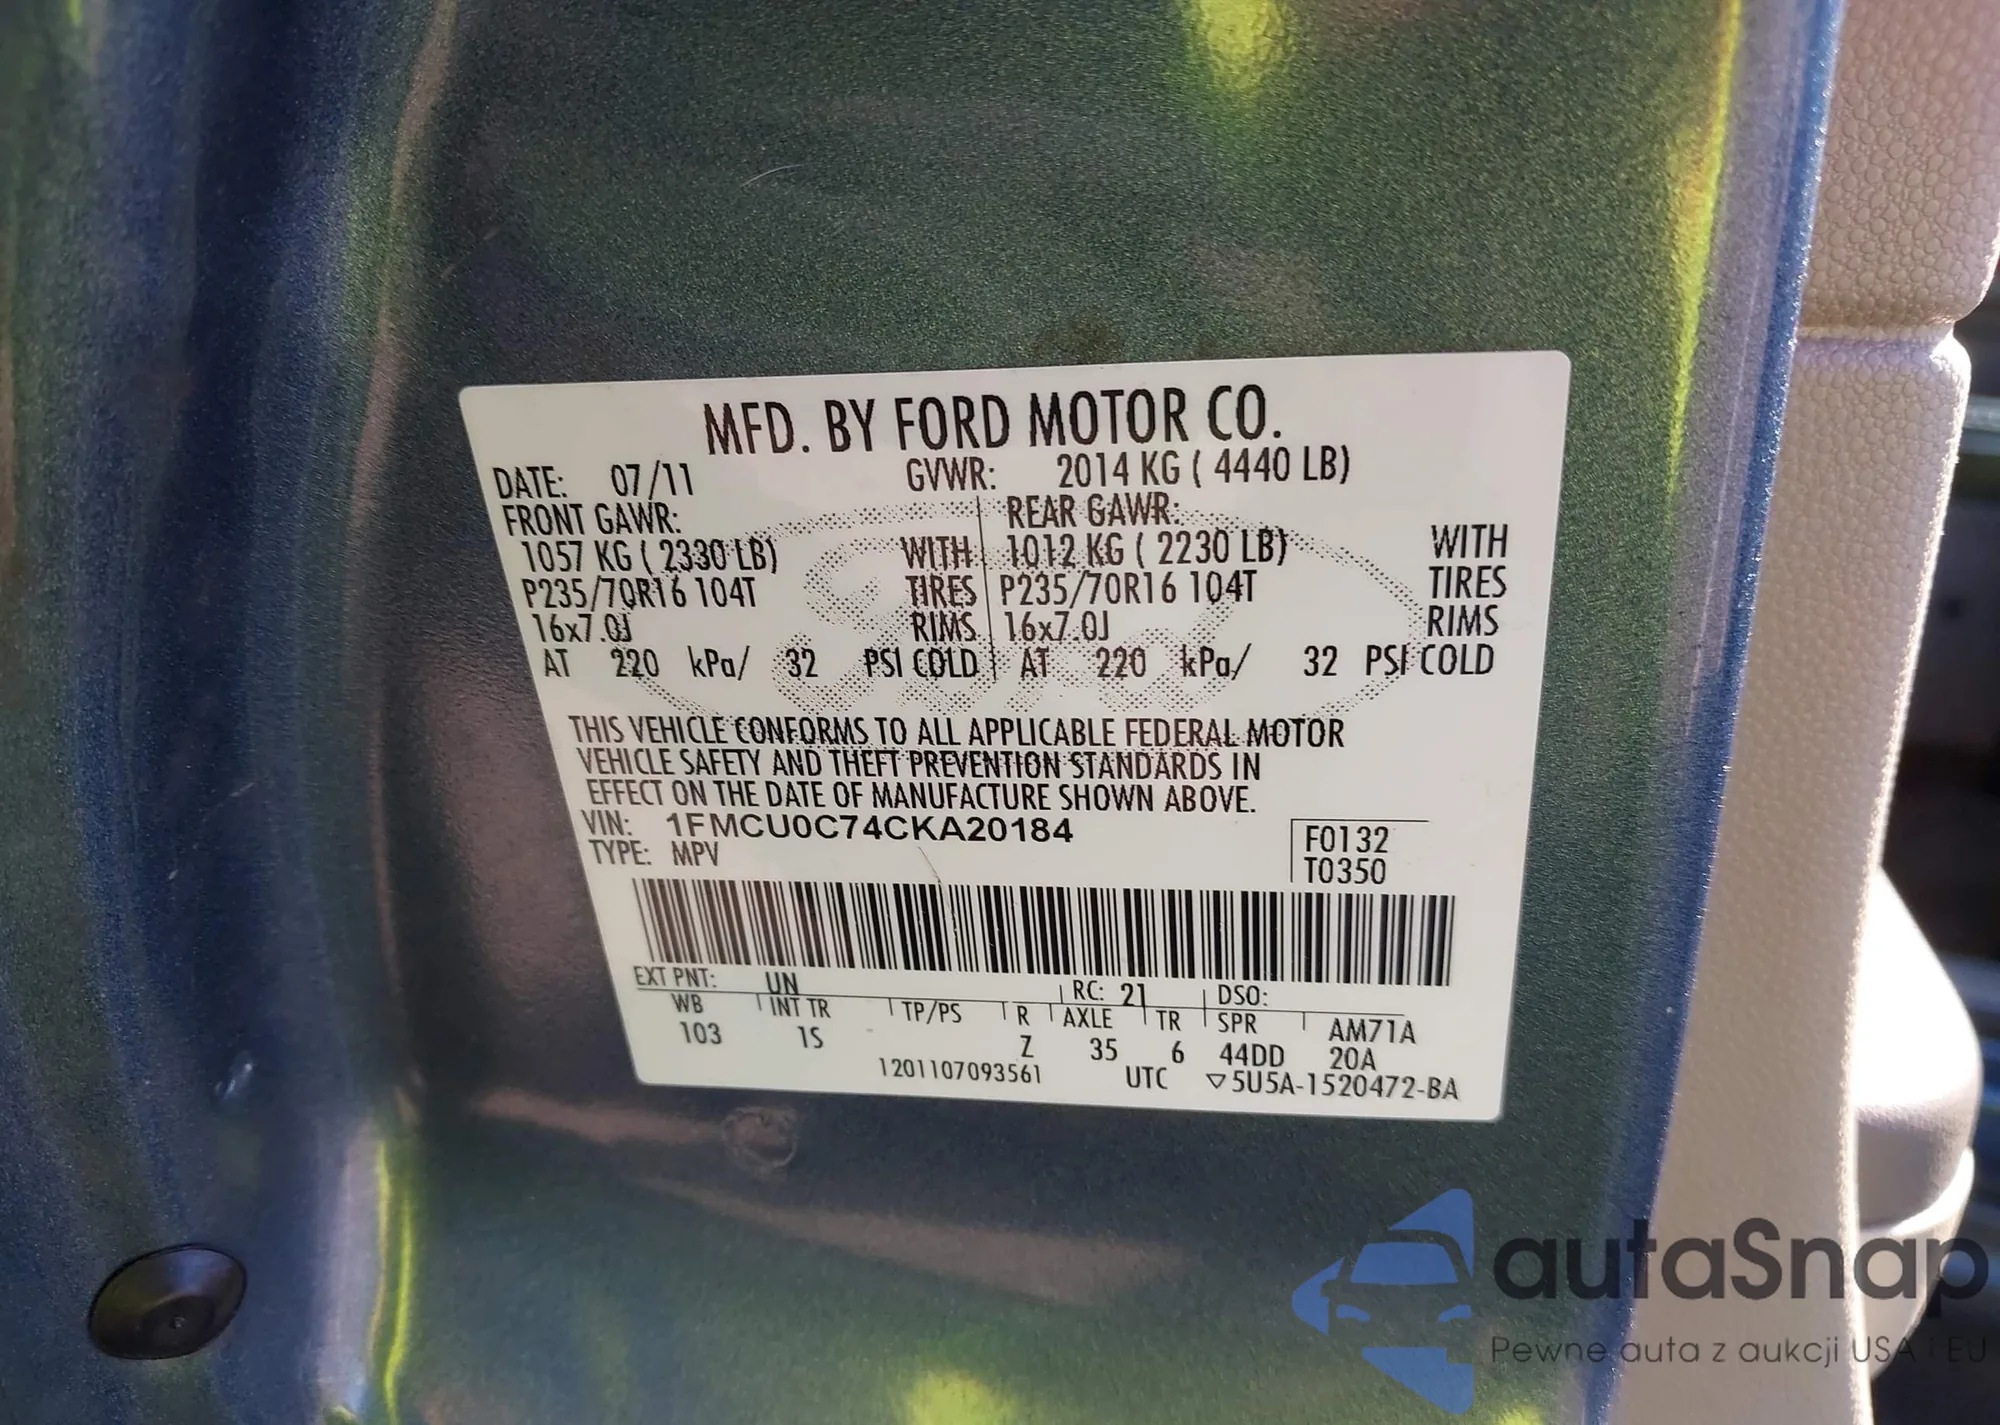 MFD. BY FORD MOTOR CO.
DATE: 07/11 GVWR: 2014 KG ( 4440 LB)
FRONT GAWR: REAR GAWR:
1057 KG ( 2330 LB) WITH 1012 KG ( 2230 LB) WITH
P235/70R16 104T TIRES P235/70R16 104T TIRES
16x7.0J RIMS 16x7.0J RIMS
AT 220 kPa/ 32 PSI COLD AT 220 kPa/ 32 PSI COLD
Ford
THIS VEHICLE CONFORMS TO ALL APPLICABLE FEDERAL MOTOR
VEHICLE SAFETY AND THEFT PREVENTION STANDARDS IN
EFFECT ON THE DATE OF MANUFACTURE SHOWN ABOVE.
VIN: 1FMCU0C74CKA20184 F0132
TYPE: MPV T0350
EXT PNT: UN RC: 21 DSO:
WB INT TR TP/PS R AXLE TR SPR AM71A
103 1S Z 35 6 44DD 20A
1201107093561 UTC ▽5U5A-1520472-BA
autaSnap
Pewne auta z aukcji USA i EU